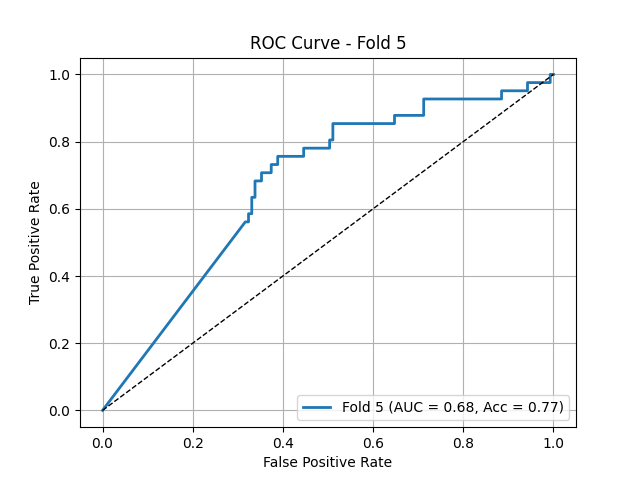 ROC Curve - Fold 5
True Positive Rate
1.0
0.8
0.6
0.4
0.2
0.0
Fold 5 (AUC = 0.68, Acc = 0.77)
0.0 0.2 0.4 0.6 0.8 1.0
False Positive Rate